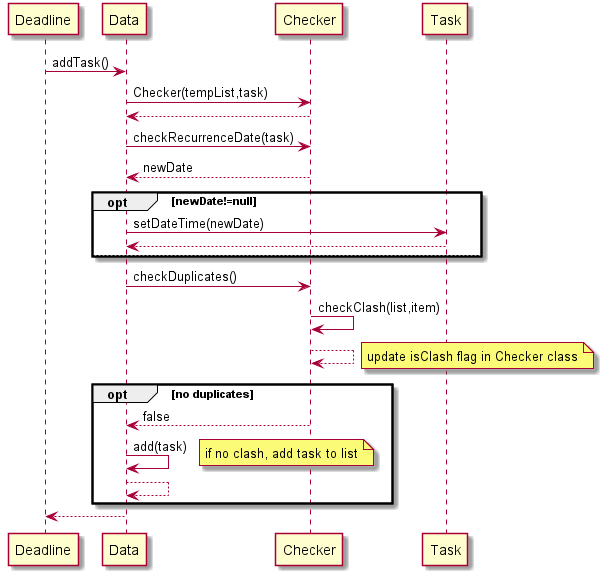 Deadline Data Checker Task
addTask()
Checker(tempList,task)
checkRecurrenceDate(task)
newDate
opt [newDate!=null]
setDateTime(newDate)
checkDuplicates()
checkClash(list,item)
update isClash flag in Checker class
opt [no duplicates]
false
add(task) if no clash, add task to list
Deadline Data Checker Task